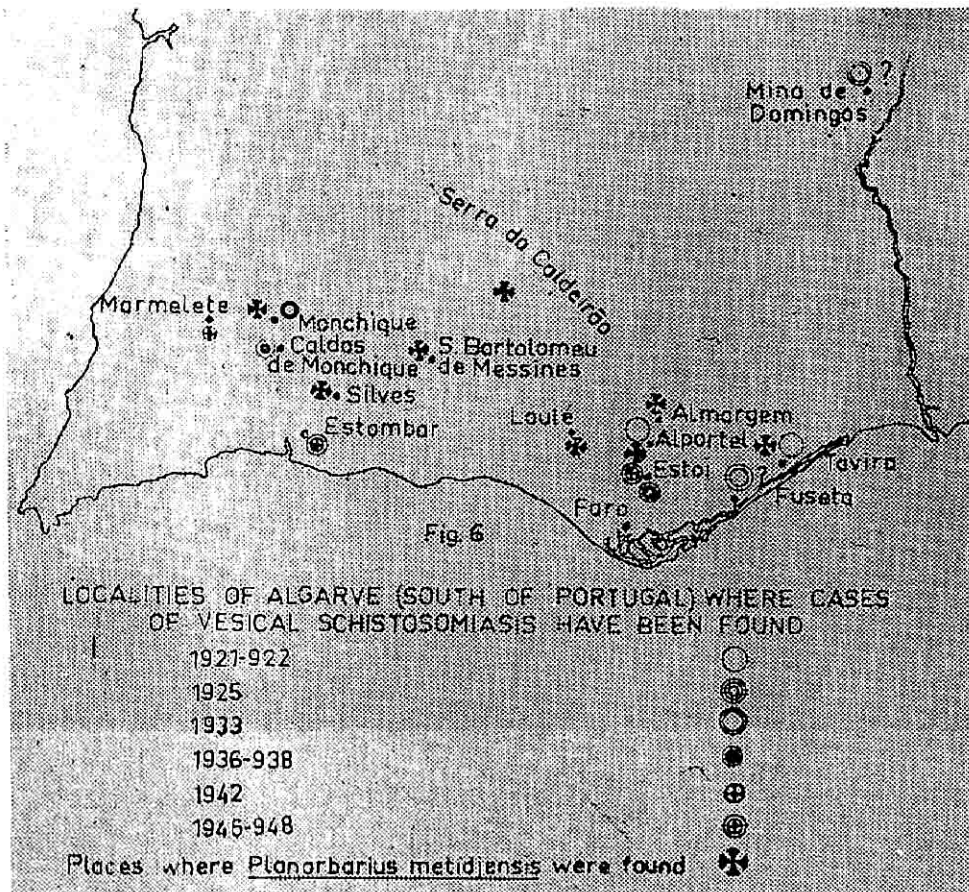 ?
Mina de
Domingos
Serra do Caldeirão
Marmelete
Monchique
Caldas
de Monchique
S. Bartolomeu
de Messines
Silves
Estombar
Loulé
Almargem
Alportel
Estoi
Tavira
?
Fuseta
Faro
Fig. 6
LOCALITIES OF ALGARVE (SOUTH OF PORTUGAL) WHERE CASES
OF VESICAL SCHISTOSOMIASIS HAVE BEEN FOUND
1921-922
1925
1933
1936-938
1942
1945-948
Places where Planorbarius metidjensis were found